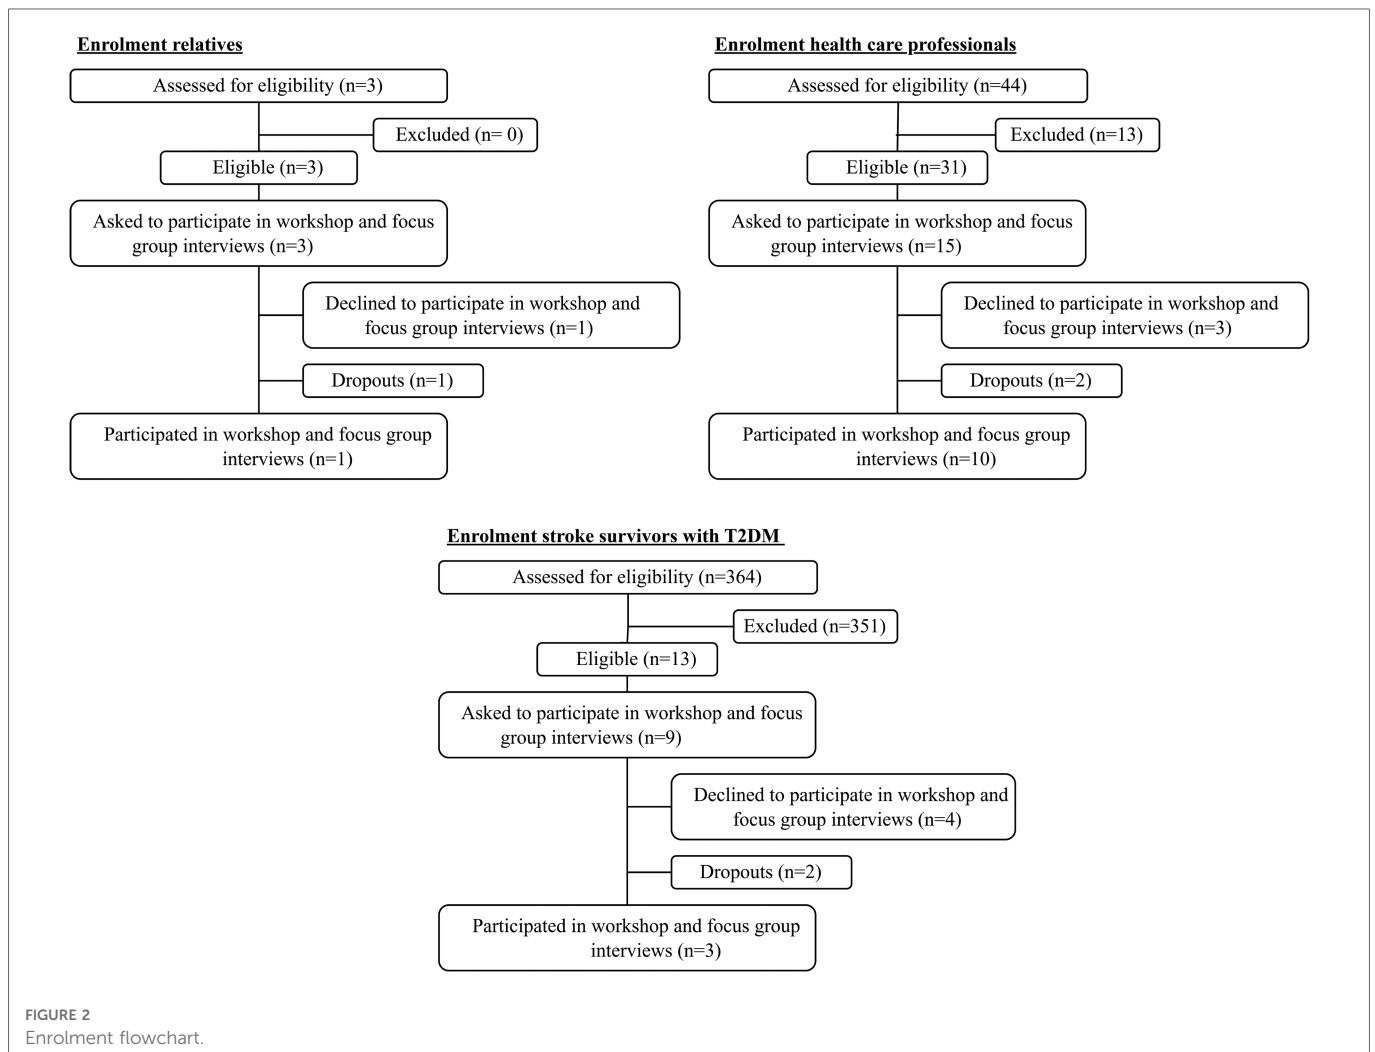 Enrolment relatives
Assessed for eligibility (n=3)
Excluded (n= 0)
Eligible (n=3)
Asked to participate in workshop and focus
group interviews (n=3)
Declined to participate in workshop and
focus group interviews (n=1)
Dropouts (n=1)
Participated in workshop and focus group
interviews (n=1)
Enrolment health care professionals
Assessed for eligibility (n=44)
Excluded (n=13)
Eligible (n=31)
Asked to participate in workshop and focus
group interviews (n=15)
Declined to participate in workshop and
focus group interviews (n=3)
Dropouts (n=2)
Participated in workshop and focus group
interviews (n=10)
Enrolment stroke survivors with T2DM
Assessed for eligibility (n=364)
Excluded (n=351)
Eligible (n=13)
Asked to participate in workshop and focus
group interviews (n=9)
Declined to participate in workshop and
focus group interviews (n=4)
Dropouts (n=2)
Participated in workshop and focus group
interviews (n=3)
FIGURE 2
Enrolment flowchart.